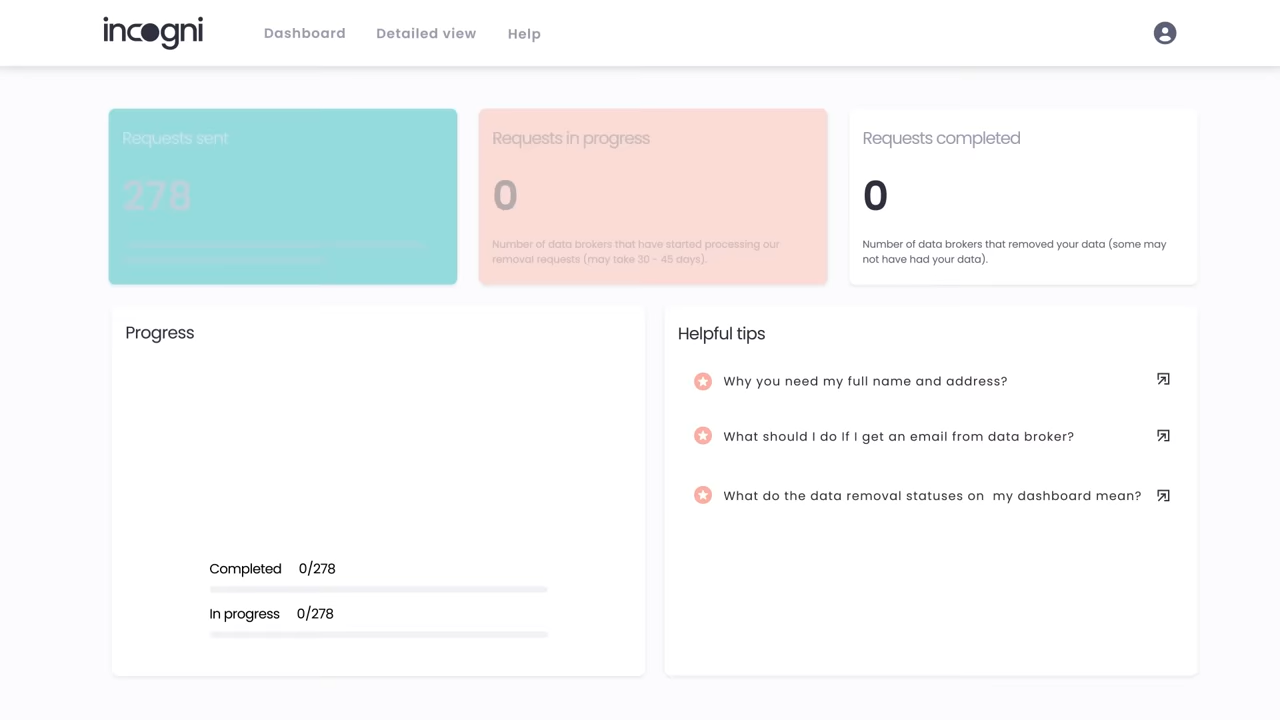 incogni
Dashboard
Detailed view
Help
Requests sent
278
Requests in progress
0
Number of data brokers that have started processing our
removal requests (may take 30 - 45 days).
Requests completed
0
Number of data brokers that removed your data (some may
not have had your data).
Progress
Completed 0/278
In progress 0/278
Helpful tips
Why you need my full name and address?
What should I do If I get an email from data broker?
What do the data removal statuses on my dashboard mean?